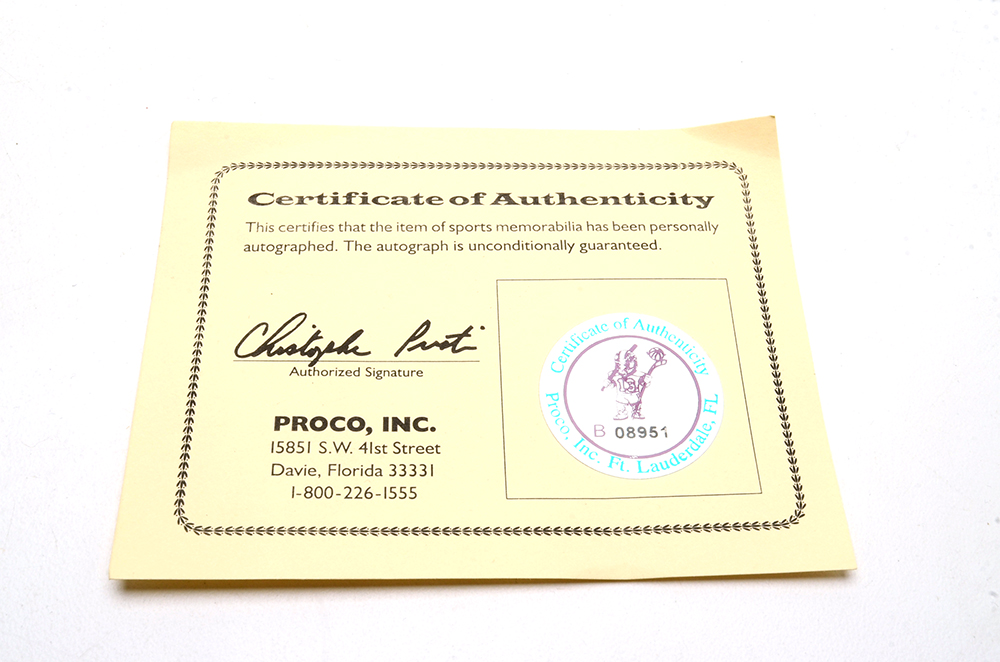 Certificate of Authenticity
This certifies that the item of sports memorabilia has been personally
autographed. The autograph is unconditionally guaranteed.
Christophe
Authorized Signature
PROCO, INC.
15851 S.W. 41st Street
Davie, Florida 33331
1-800-226-1555
Certificate of Authenticity
B 08951
Proco, Inc. Ft. Lauderdale, FL